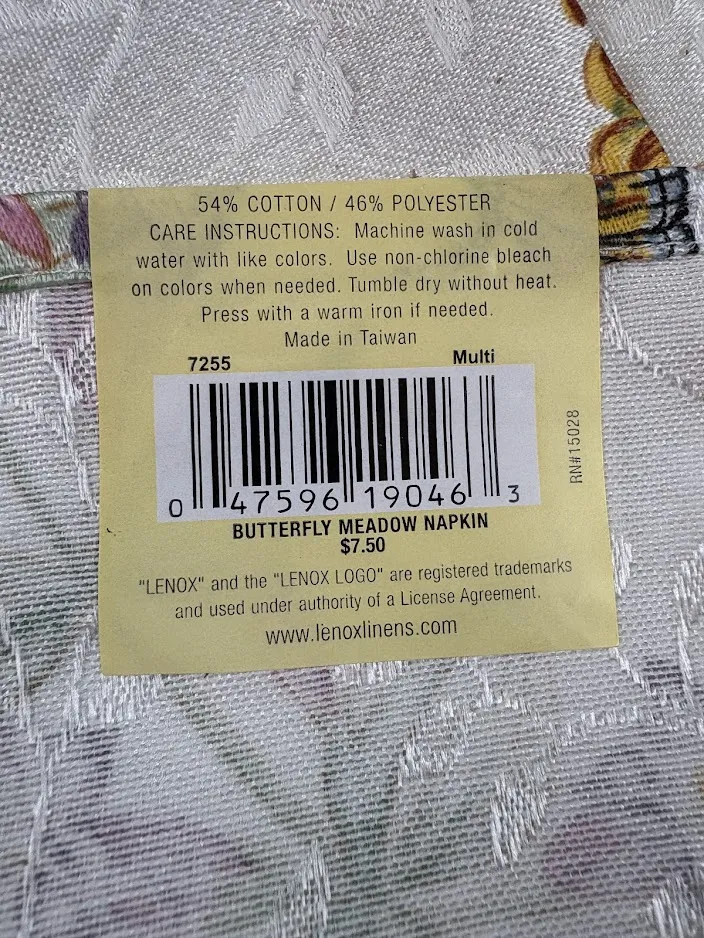 54% COTTON / 46% POLYESTER
CARE INSTRUCTIONS: Machine wash in cold
water with like colors. Use non-chlorine bleach
on colors when needed. Tumble dry without heat.
Press with a warm iron if needed.
Made in Taiwan
7255 Multi
0 47596 19046 3
RN#15028
BUTTERFLY MEADOW NAPKIN
$7.50
"LENOX" and the "LENOX LOGO" are registered trademarks
and used under authority of a License Agreement.
www.lenoxlinens.com